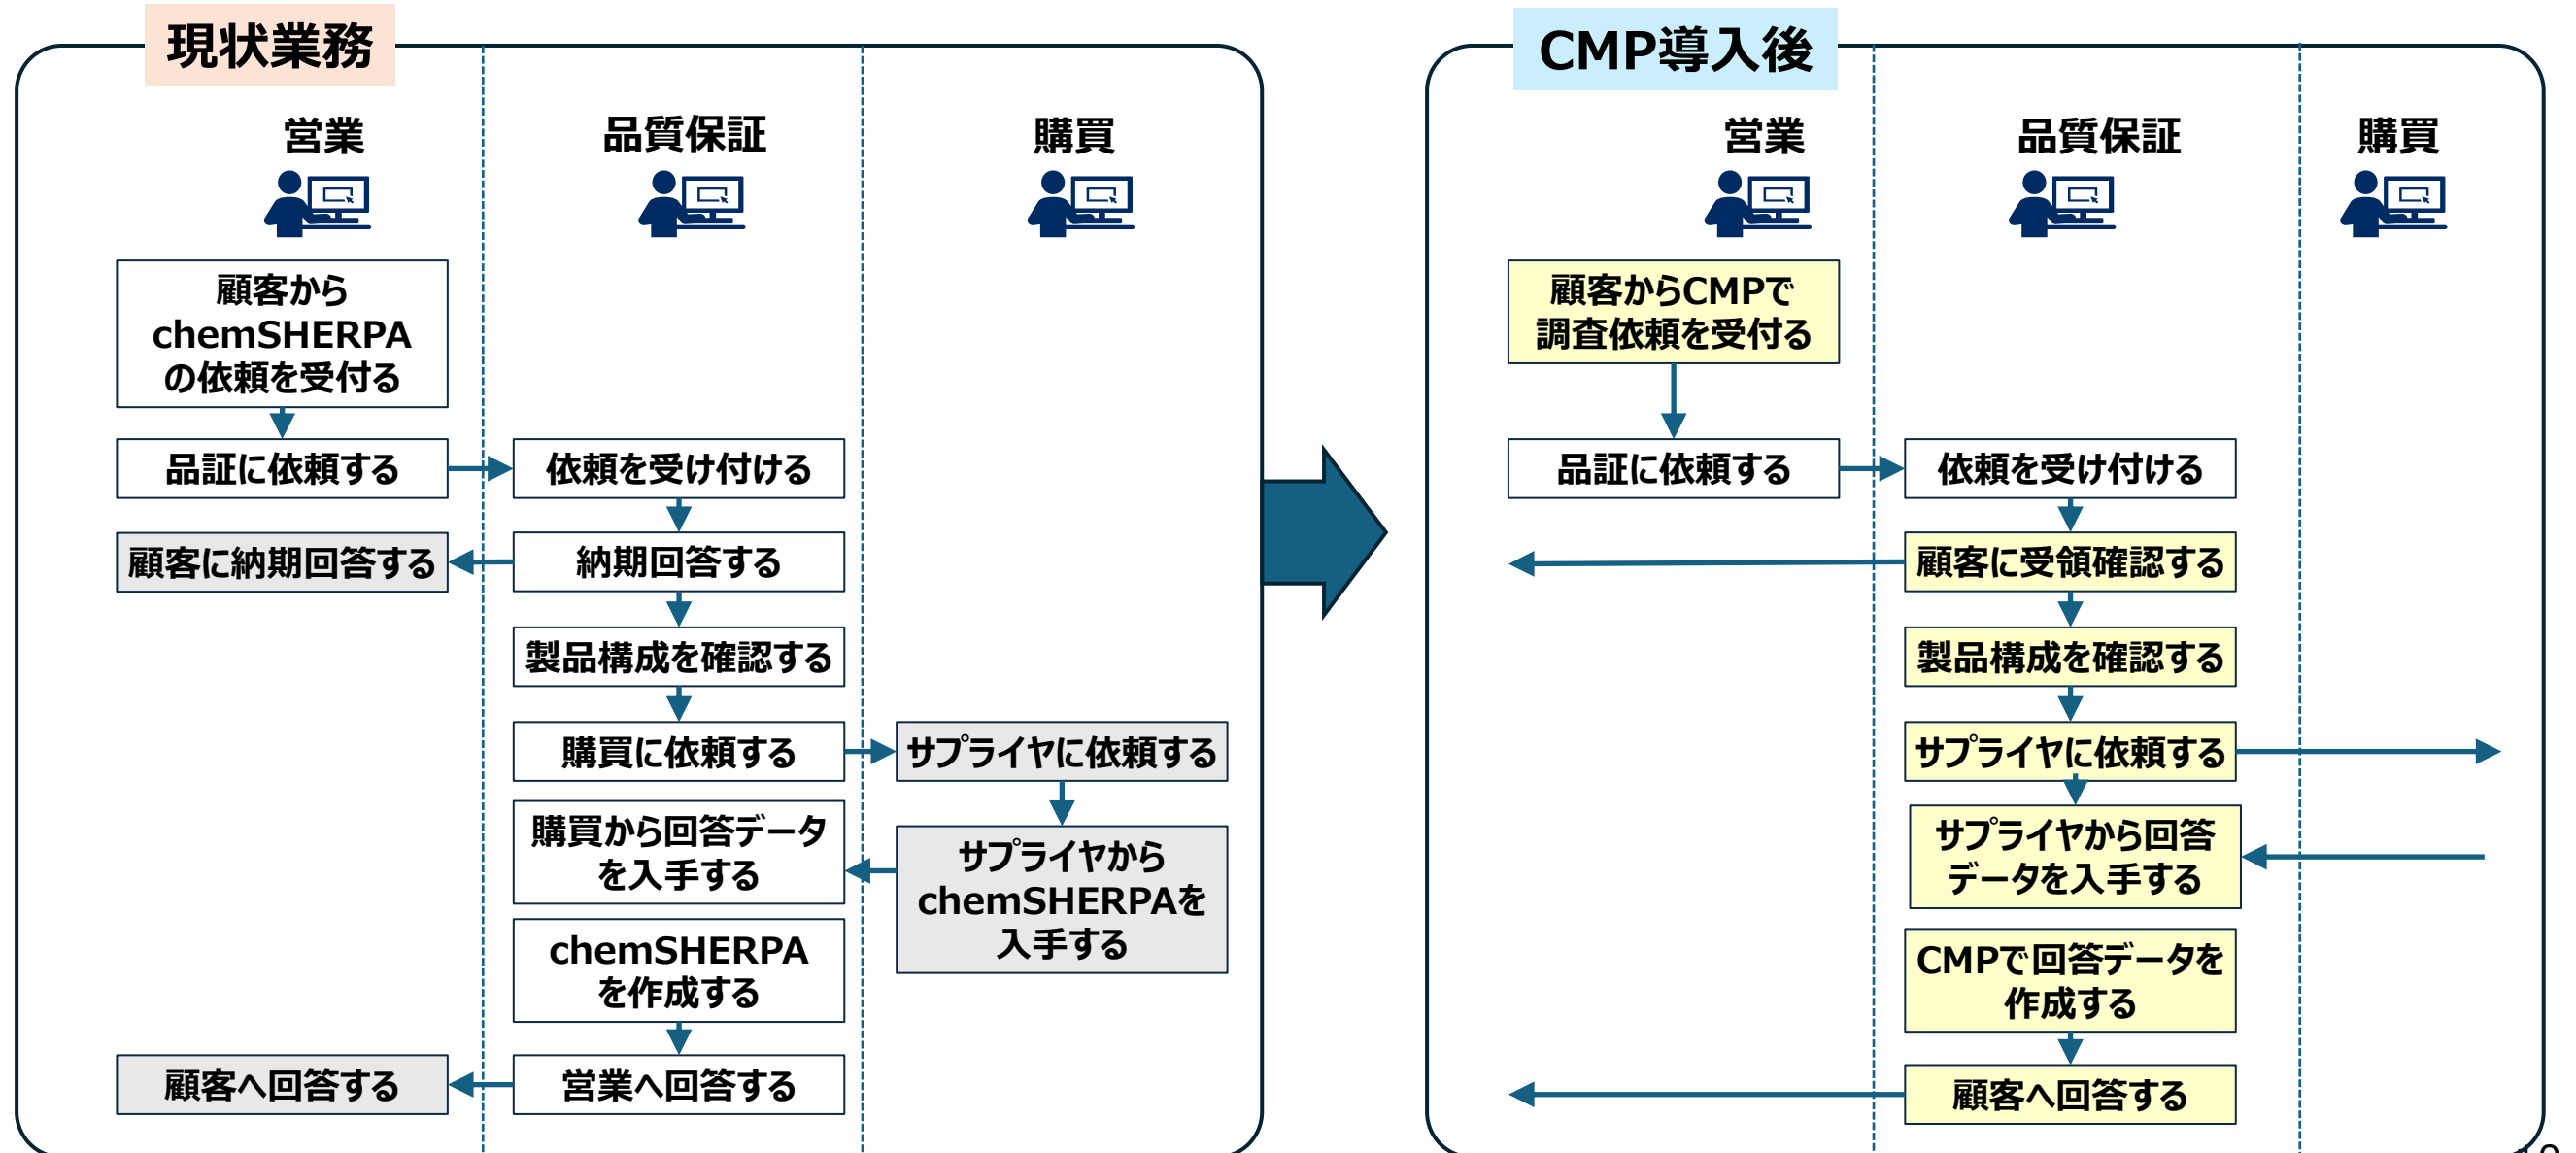 現状業務
営業
品質保証
購買
顧客から
chemSHERPA
の依頼を受付る
品証に依頼する
依頼を受け付ける
顧客に納期回答する
納期回答する
製品構成を確認する
購買に依頼する
サプライヤに依頼する
購買から回答データ
を入手する
サプライヤから
chemSHERPAを
入手する
chemSHERPA
を作成する
顧客へ回答する
営業へ回答する
CMP導入後
営業
品質保証
購買
顧客からCMPで
調査依頼を受付る
品証に依頼する
依頼を受け付ける
顧客に受領確認する
製品構成を確認する
サプライヤに依頼する
サプライヤから回答
データを入手する
CMPで回答データを
作成する
顧客へ回答する